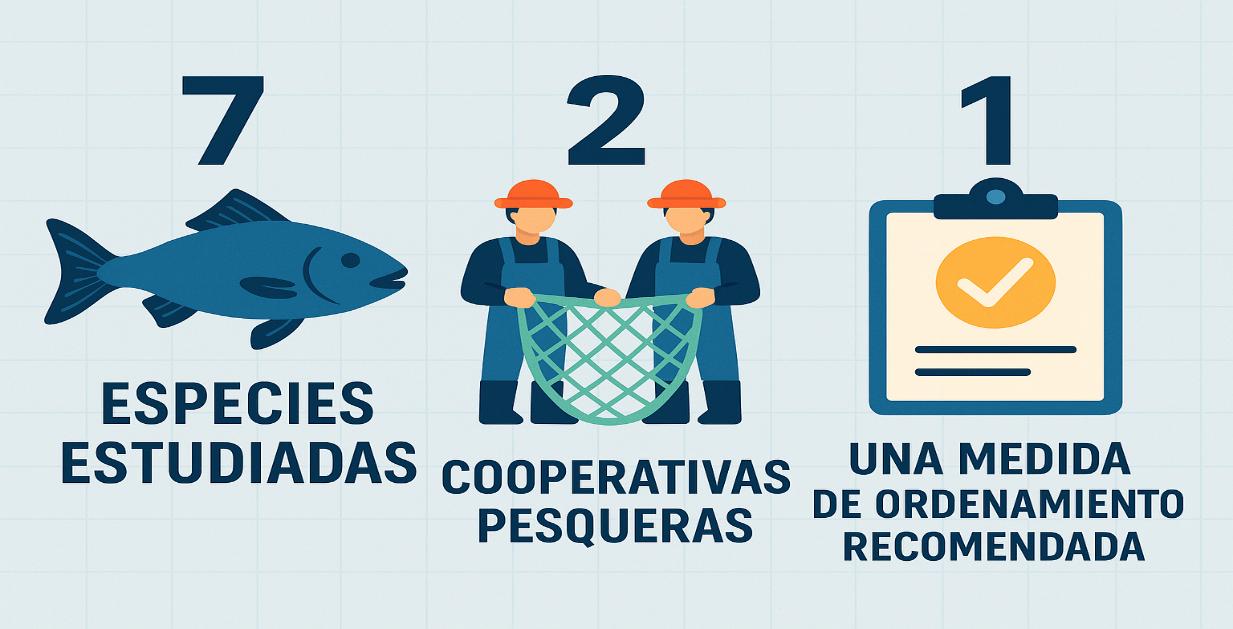 7
ESPECIES
ESTUDIADAS
2
COOPERATIVAS
PESQUERAS
1
UNA MEDIDA
DE ORDENAMIENTO
RECOMENDADA